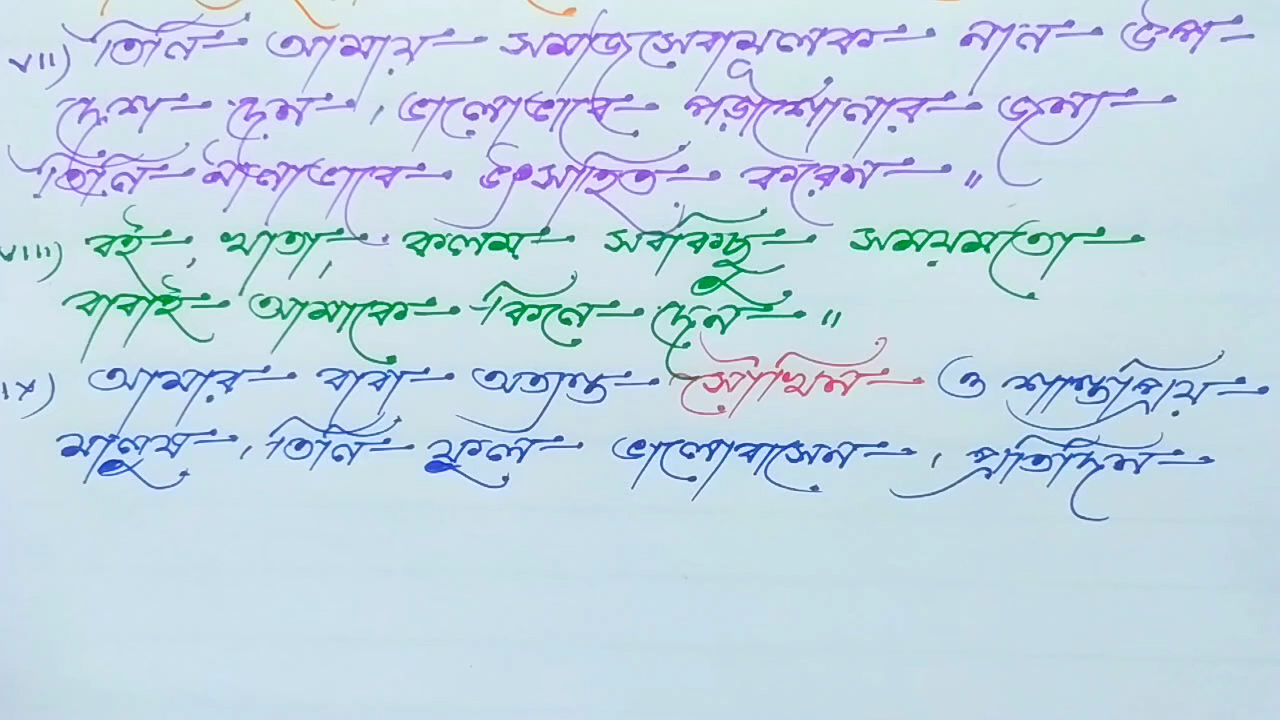 vii) তিনি আমায় সমাজসেবামূলক নান উপ-
দেশ দেন, ভালোভাবে পড়াশোনার জন্য
তিনি নানাভাবে উৎসাহিত করেন॥
viii) বই, খাতা, কলম সবকিছু সময়মতো
বাবাই আমাকে কিনে দেন॥
ix) আমার বাবা অত্যন্ত সৌখিন ও শান্তপ্রিয়
মানুষ, তিনি ফুল ভালোবাসেন, প্রতিদিন